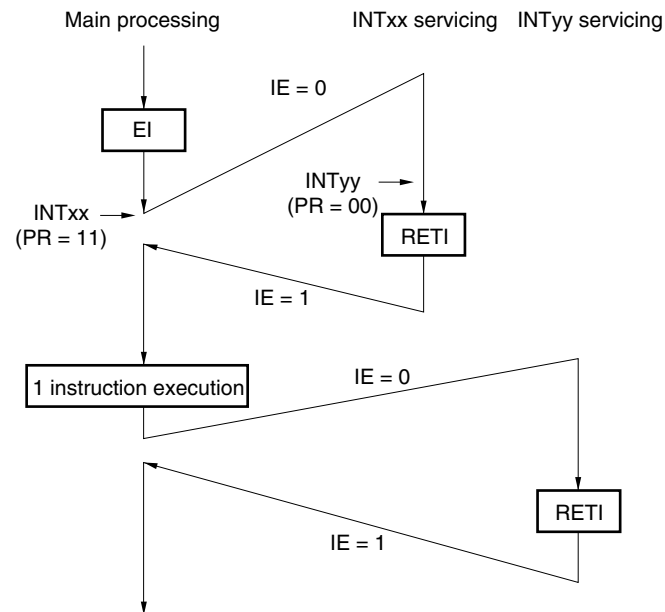 Main processing INTxx servicing INTyy servicing
IE = 0
EI
INTyy
(PR = 00)
INTxx
(PR = 11)
RETI
IE = 1
1 instruction execution
IE = 0
RETI
IE = 1